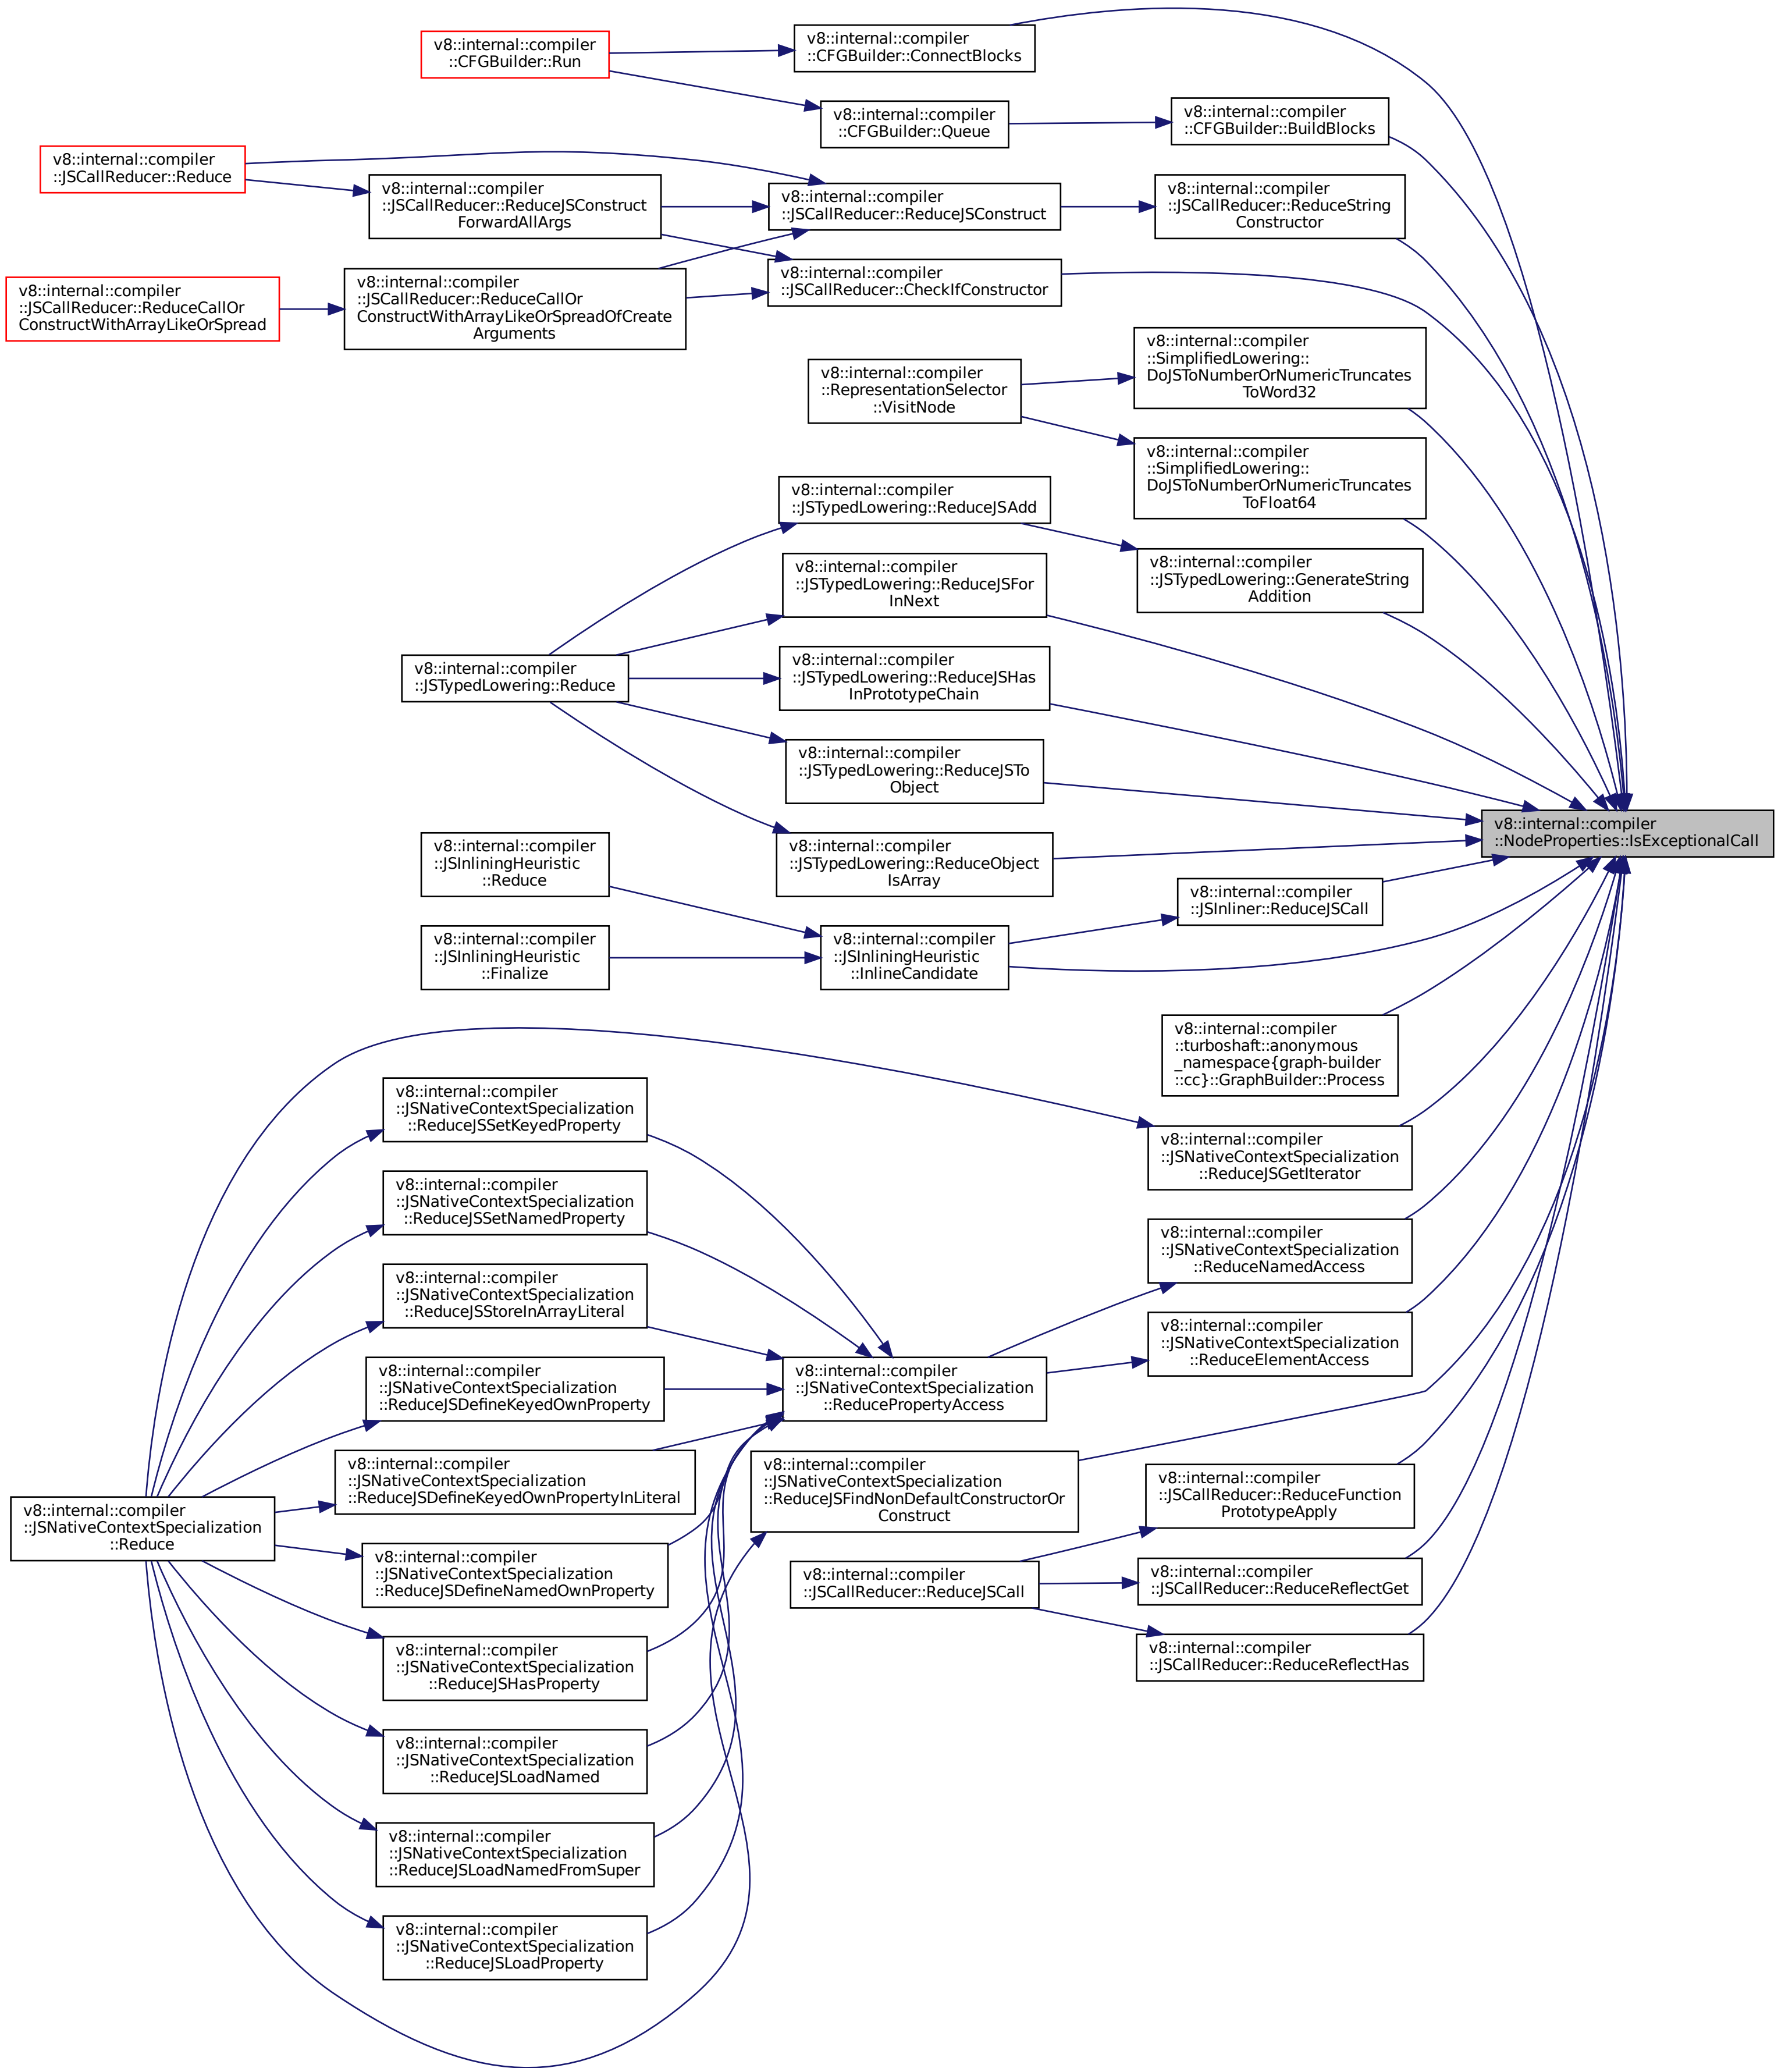 v8::internal::compiler
::CFGBuilder::ConnectBlocks
v8::internal::compiler
::CFGBuilder::Run
v8::internal::compiler
::CFGBuilder::Queue
v8::internal::compiler
::CFGBuilder::BuildBlocks
v8::internal::compiler
::JSCallReducer::Reduce
v8::internal::compiler
::JSCallReducer::ReduceJSConstruct
ForwardAllArgs
v8::internal::compiler
::JSCallReducer::ReduceJSConstruct
v8::internal::compiler
::JSCallReducer::ReduceString
Constructor
v8::internal::compiler
::JSCallReducer::ReduceCallOr
ConstructWithArrayLikeOrSpread
v8::internal::compiler
::JSCallReducer::ReduceCallOr
ConstructWithArrayLikeOrSpreadOfCreate
Arguments
v8::internal::compiler
::JSCallReducer::CheckIfConstructor
v8::internal::compiler
::RepresentationSelector
::VisitNode
v8::internal::compiler
::SimplifiedLowering::
DoJSToNumberOrNumericTruncates
ToWord32
v8::internal::compiler
::SimplifiedLowering::
DoJSToNumberOrNumericTruncates
ToFloat64
v8::internal::compiler
::JSTypedLowering::ReduceJSAdd
v8::internal::compiler
::JSTypedLowering::GenerateString
Addition
v8::internal::compiler
::JSTypedLowering::ReduceJSFor
InNext
v8::internal::compiler
::JSTypedLowering::Reduce
v8::internal::compiler
::JSTypedLowering::ReduceJSHas
InPrototypeChain
v8::internal::compiler
::JSTypedLowering::ReduceJSTo
Object
v8::internal::compiler
::NodeProperties::IsExceptionalCall
v8::internal::compiler
::JSInliningHeuristic
::Reduce
v8::internal::compiler
::JSTypedLowering::ReduceObject
IsArray
v8::internal::compiler
::JSInliner::ReduceJSCall
v8::internal::compiler
::JSInliningHeuristic
::Finalize
v8::internal::compiler
::JSInliningHeuristic
::InlineCandidate
v8::internal::compiler
::turboshaft::anonymous
_namespace{graph-builder
::cc}::GraphBuilder::Process
v8::internal::compiler
::JSNativeContextSpecialization
::ReduceJSSetKeyedProperty
v8::internal::compiler
::JSNativeContextSpecialization
::ReduceJSGetIterator
v8::internal::compiler
::JSNativeContextSpecialization
::ReduceJSSetNamedProperty
v8::internal::compiler
::JSNativeContextSpecialization
::ReduceNamedAccess
v8::internal::compiler
::JSNativeContextSpecialization
::ReduceJSStoreInArrayLiteral
v8::internal::compiler
::JSNativeContextSpecialization
::ReduceElementAccess
v8::internal::compiler
::JSNativeContextSpecialization
::ReduceJSDefineKeyedOwnProperty
v8::internal::compiler
::JSNativeContextSpecialization
::ReducePropertyAccess
v8::internal::compiler
::JSNativeContextSpecialization
::ReduceJSDefineKeyedOwnPropertyInLiteral
v8::internal::compiler
::JSNativeContextSpecialization
::ReduceJSFindNonDefaultConstructorOr
Construct
v8::internal::compiler
::JSCallReducer::ReduceFunction
PrototypeApply
v8::internal::compiler
::JSNativeContextSpecialization
::Reduce
v8::internal::compiler
::JSNativeContextSpecialization
::ReduceJSDefineNamedOwnProperty
v8::internal::compiler
::JSCallReducer::ReduceJSCall
v8::internal::compiler
::JSCallReducer::ReduceReflectGet
v8::internal::compiler
::JSNativeContextSpecialization
::ReduceJSHasProperty
v8::internal::compiler
::JSCallReducer::ReduceReflectHas
v8::internal::compiler
::JSNativeContextSpecialization
::ReduceJSLoadNamed
v8::internal::compiler
::JSNativeContextSpecialization
::ReduceJSLoadNamedFromSuper
v8::internal::compiler
::JSNativeContextSpecialization
::ReduceJSLoadProperty